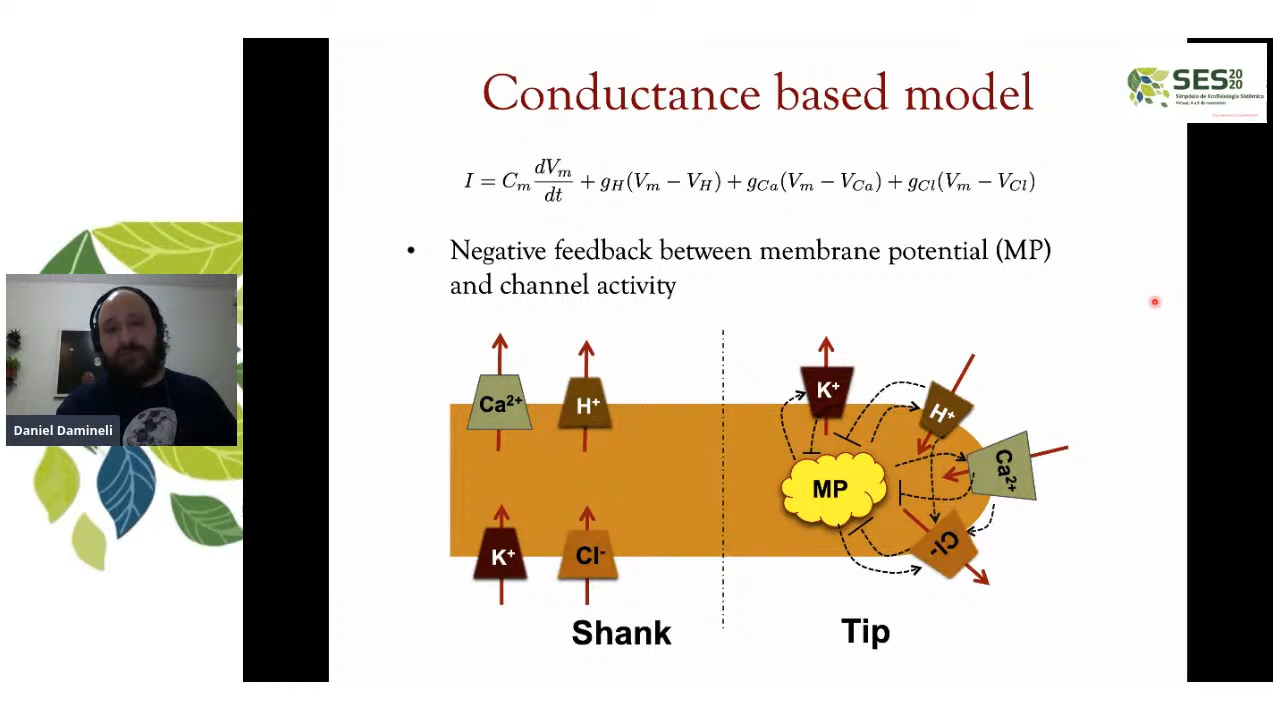 Conductance based model
SES 20
20
Simpósio de Ecofisiologia Sistêmica
I = C_m dV_m/dt + g_H(V_m − V_H) + g_Ca(V_m − V_Ca) + g_Cl(V_m − V_Cl)
• Negative feedback between membrane potential (MP)
and channel activity
Ca²⁺
H⁺
K⁺
Cl⁻
Shank
K⁺
H⁺
Ca²⁺
MP
Cl⁻
Tip
Daniel Damineli